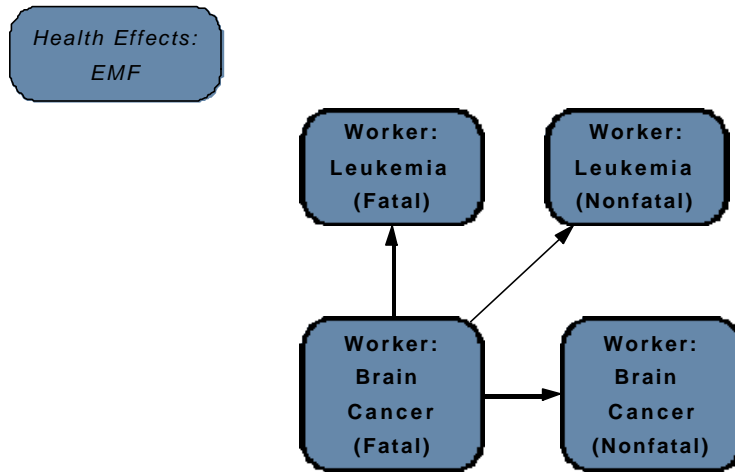 Health Effects:
EMF
Worker:
Leukemia
(Fatal)
Worker:
Leukemia
(Nonfatal)
Worker:
Brain
Cancer
(Fatal)
Worker:
Brain
Cancer
(Nonfatal)